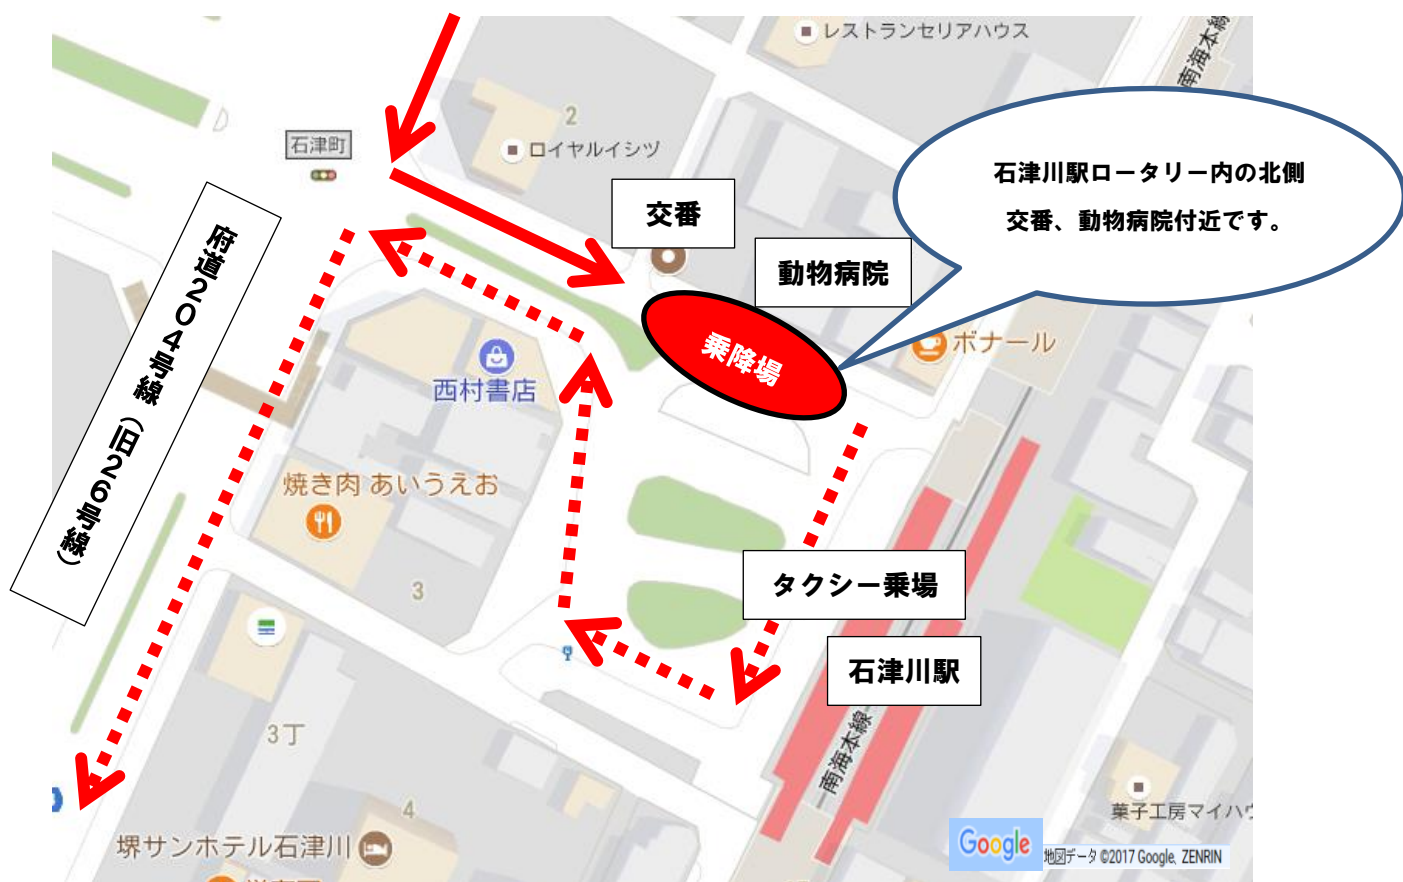 レストランセリアハウス
南海本線
2
石津町
ロイヤルイシヅ
石津川駅ロータリー内の北側
交番、動物病院付近です。
交番
動物病院
府道204号線（旧26号線）
乗降場
ボナール
西村書店
焼き肉 あいうえお
タクシー乗場
3
石津川駅
3丁
南海本線
4
菓子工房マイハウ
堺サンホテル石津川
Google
地図データ ©2017 Google, ZENRIN